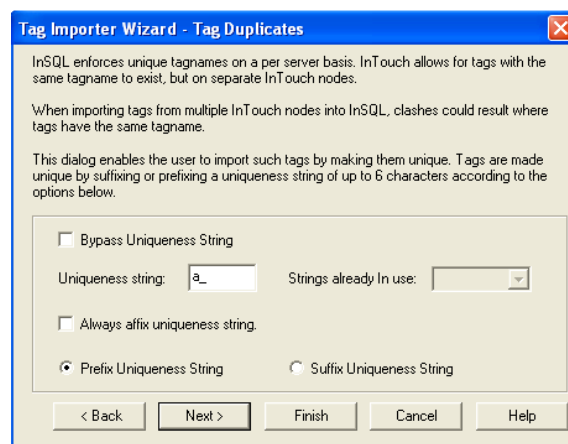 Tag Importer Wizard - Tag Duplicates
InSQL enforces unique tagnames on a per server basis. InTouch allows for tags with the
same tagname to exist, but on separate InTouch nodes.
When importing tags from multiple InTouch nodes into InSQL, clashes could result where
tags have the same tagname.
This dialog enables the user to import such tags by making them unique. Tags are made
unique by suffixing or prefixing a uniqueness string of up to 6 characters according to the
options below.
Bypass Uniqueness String
Uniqueness string: a_ Strings already In use:
Always affix uniqueness string.
Prefix Uniqueness String Suffix Uniqueness String
< Back Next > Finish Cancel Help